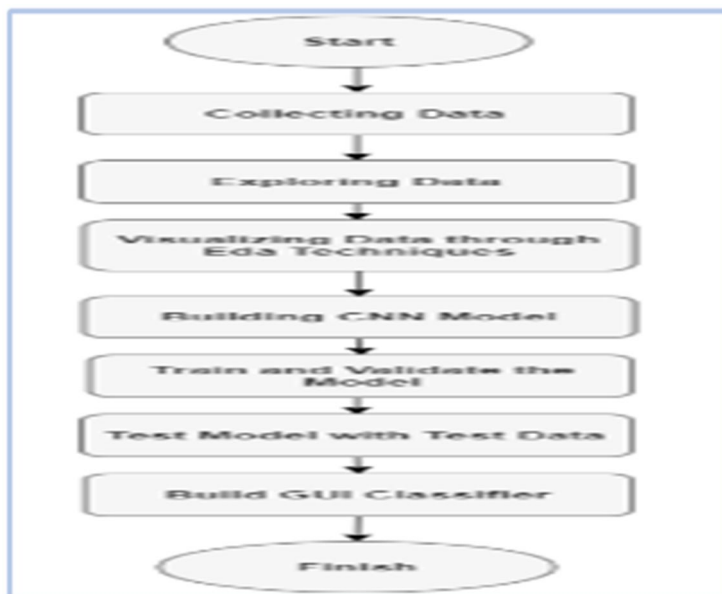 Start
Collecting Data
Exploring Data
Visualizing Data through
Eda Techniques
Building CNN Model
Train and Validate the
Model
Test Model with Test Data
Build GUI Classifier
Finish